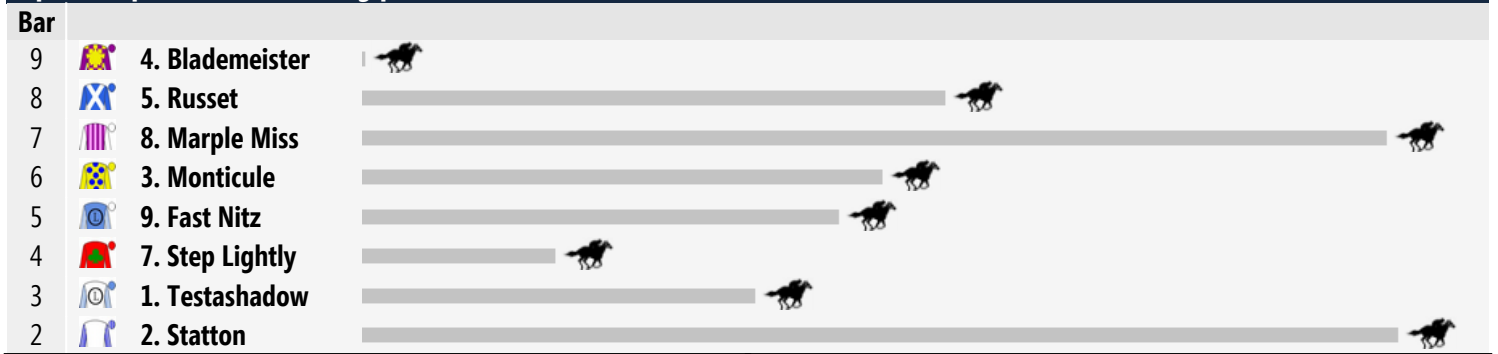 Bar
9 4. Blademeister
8 5. Russet
7 8. Marple Miss
6 3. Monticule
5 9. Fast Nitz
4 7. Step Lightly
3 1. Testashadow
2 2. Statton